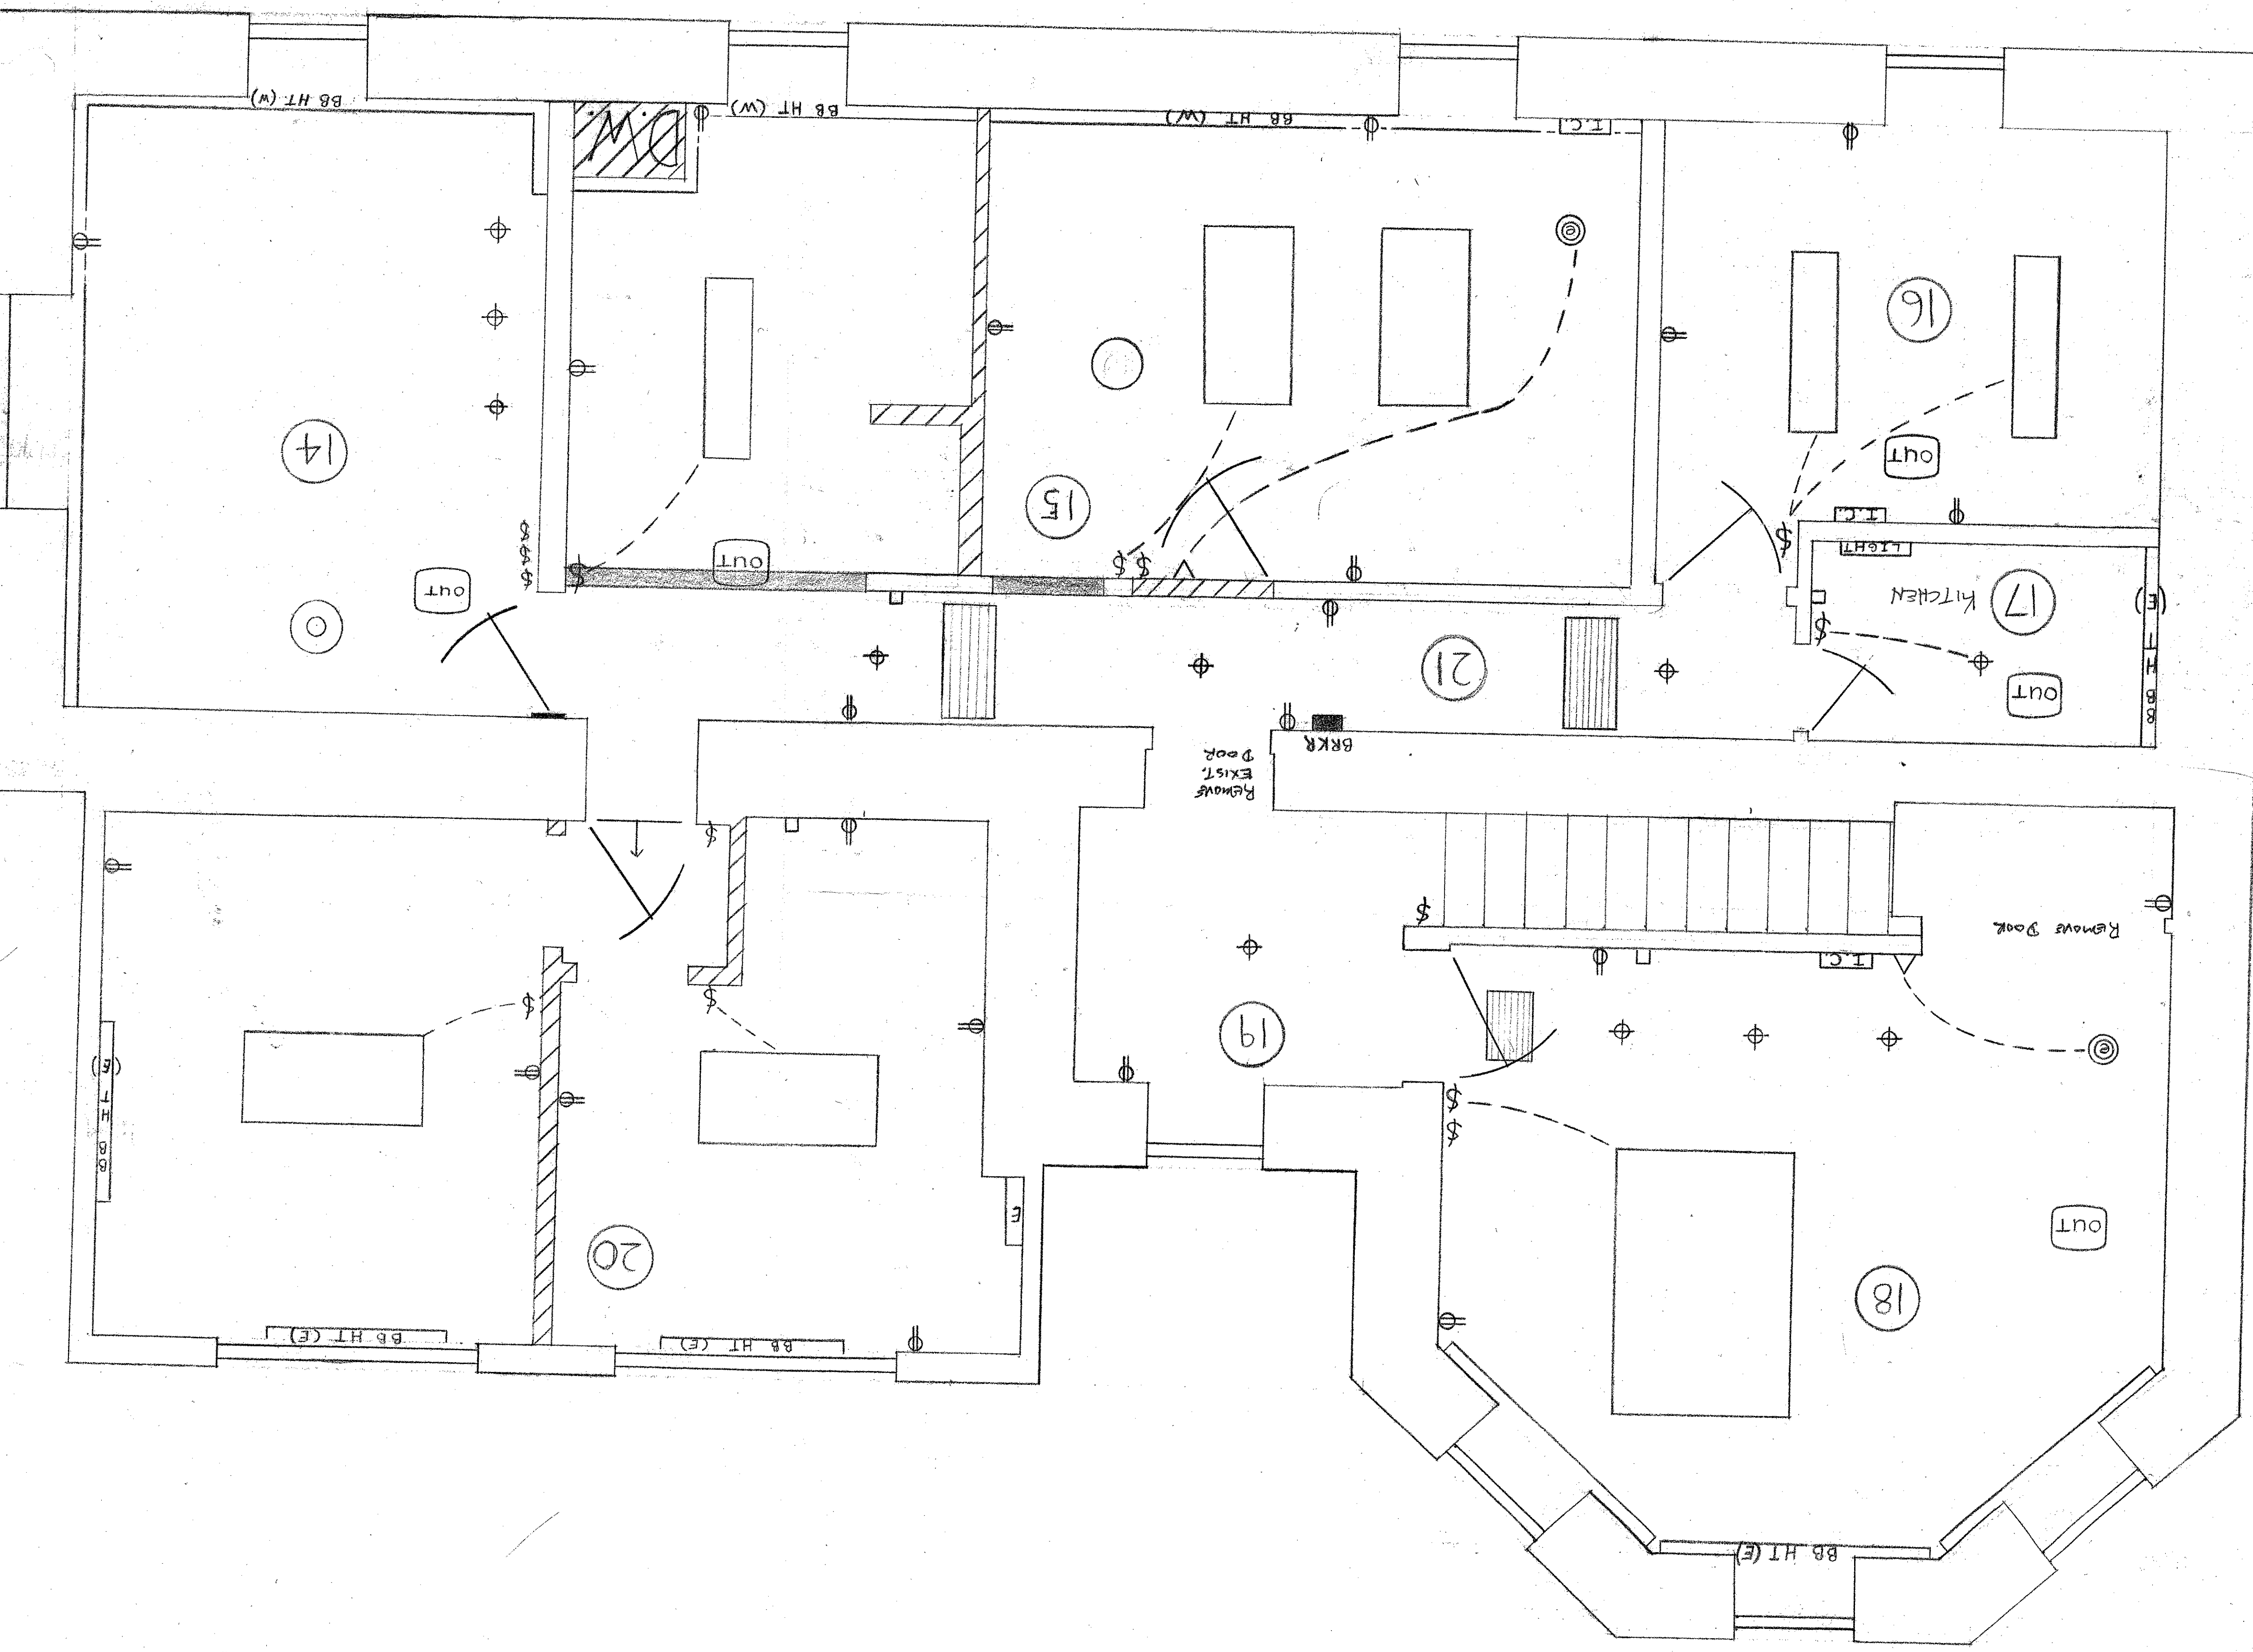 BB HT (E)
BB HT (E)
BB HT (E)
18
20
OUT
E
BB HT (E)
19
I.C.
REMOVE DOOR
REMOVE
EXIST.
DOOR
BRKR
OUT
21
17
KITCHEN
BB HT (E)
OUT
OUT
LIGHT
I.C.
15
OUT
14
16
D.W.
I.C.
BB HT (W)
BB HT (W)
BB HT (W)